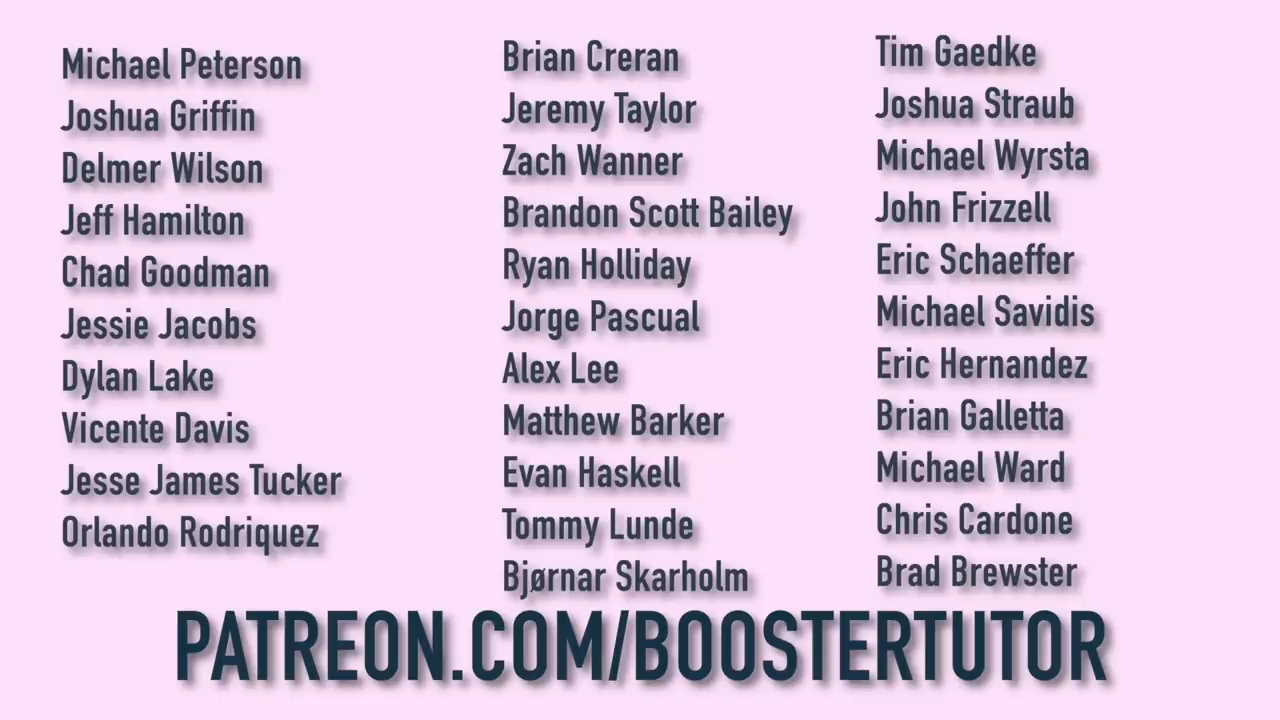 Michael Peterson
Joshua Griffin
Delmer Wilson
Jeff Hamilton
Chad Goodman
Jessie Jacobs
Dylan Lake
Vicente Davis
Jesse James Tucker
Orlando Rodriquez
Brian Creran
Jeremy Taylor
Zach Wanner
Brandon Scott Bailey
Ryan Holliday
Jorge Pascual
Alex Lee
Matthew Barker
Evan Haskell
Tommy Lunde
Bjørnar Skarholm
Tim Gaedke
Joshua Straub
Michael Wyrsta
John Frizzell
Eric Schaeffer
Michael Savidis
Eric Hernandez
Brian Galletta
Michael Ward
Chris Cardone
Brad Brewster
PATREON.COM/BOOSTERTUTOR